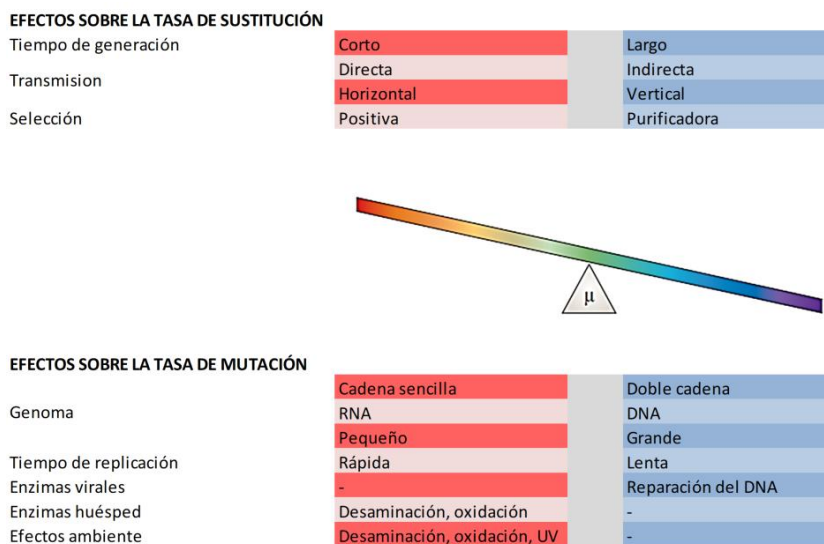 EFECTOS SOBRE LA TASA DE SUSTITUCIÓN
Tiempo de generación Corto Largo
Transmision Directa Indirecta
Horizontal Vertical
Selección Positiva Purificadora
μ
EFECTOS SOBRE LA TASA DE MUTACIÓN
Genoma Cadena sencilla Doble cadena
RNA DNA
Pequeño Grande
Tiempo de replicación Rápida Lenta
Enzimas virales - Reparación del DNA
Enzimas huésped Desaminación, oxidación -
Efectos ambiente Desaminación, oxidación, UV -